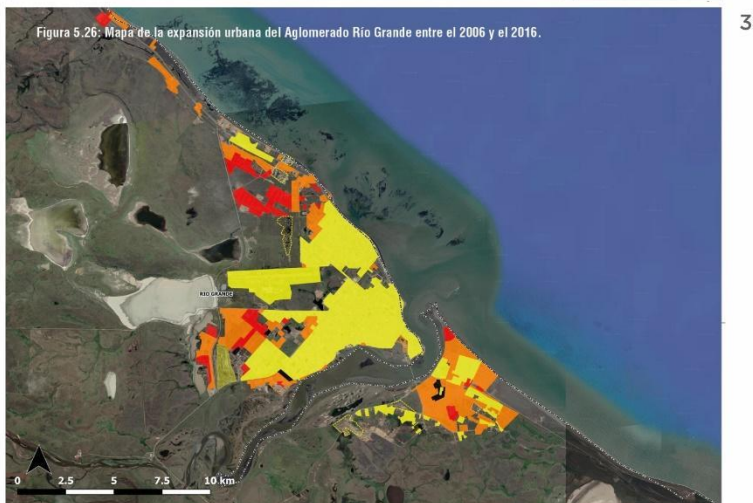 Figura 5.26: Mapa de la expansión urbana del Aglomerado Río Grande entre el 2006 y el 2016.
3
RIO GRANDE
0 2.5 5 7.5 10 km